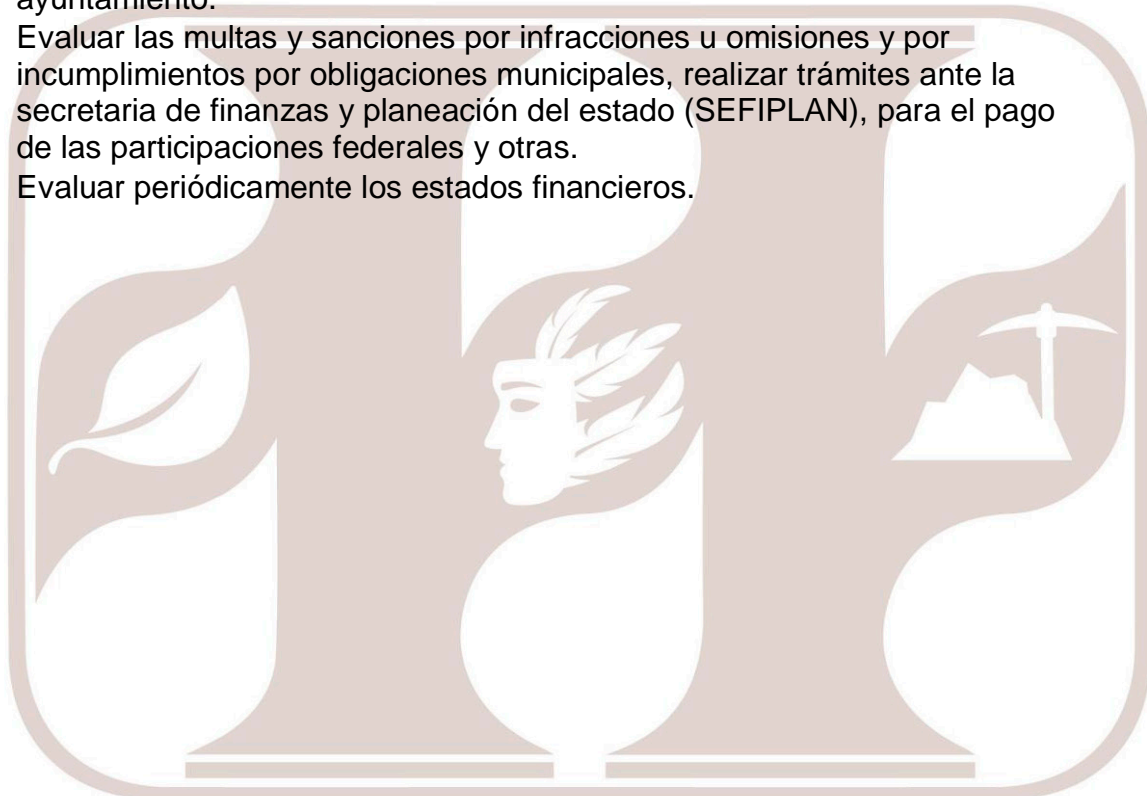 ayuntamiento.
Evaluar las multas y sanciones por infracciones u omisiones y por
incumplimientos por obligaciones municipales, realizar trámites ante la
secretaria de finanzas y planeación del estado (SEFIPLAN), para el pago
de las participaciones federales y otras.
Evaluar periódicamente los estados financieros.